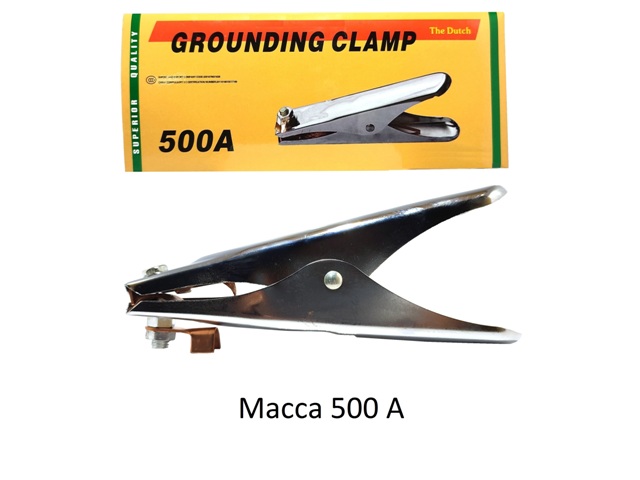 SUPERIOR QUALITY
GROUNDING CLAMP
The Dutch
500A
Масса 500 А